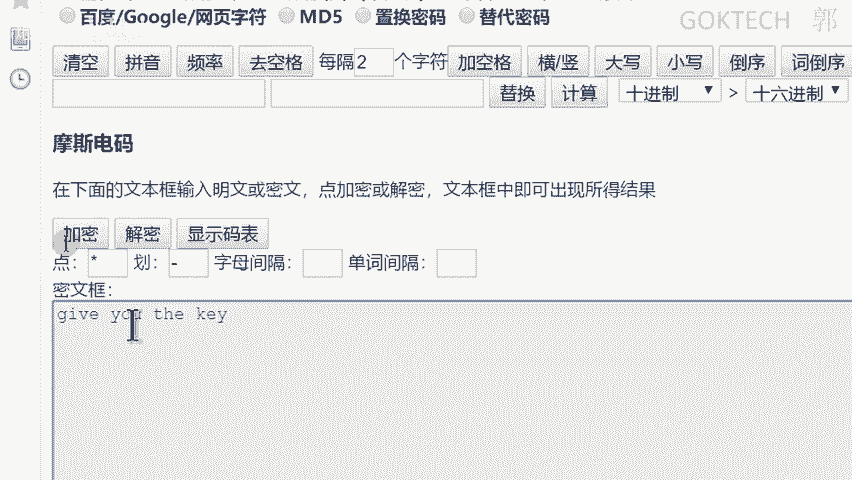 百度/Google/网页字符 MD5 置换密码 替代密码
GOKTECH 郭
清空 拼音 频率 去空格 每隔2 个字符 加空格 横/竖 大写 小写 倒序 词倒序
替换 计算 十进制 > 十六进制
摩斯电码
在下面的文本框输入明文或密文，点加密或解密，文本框中即可出现所得结果
加密 解密 显示码表
点： * 划： - 字母间隔： 单词间隔：
密文框：
give you the key